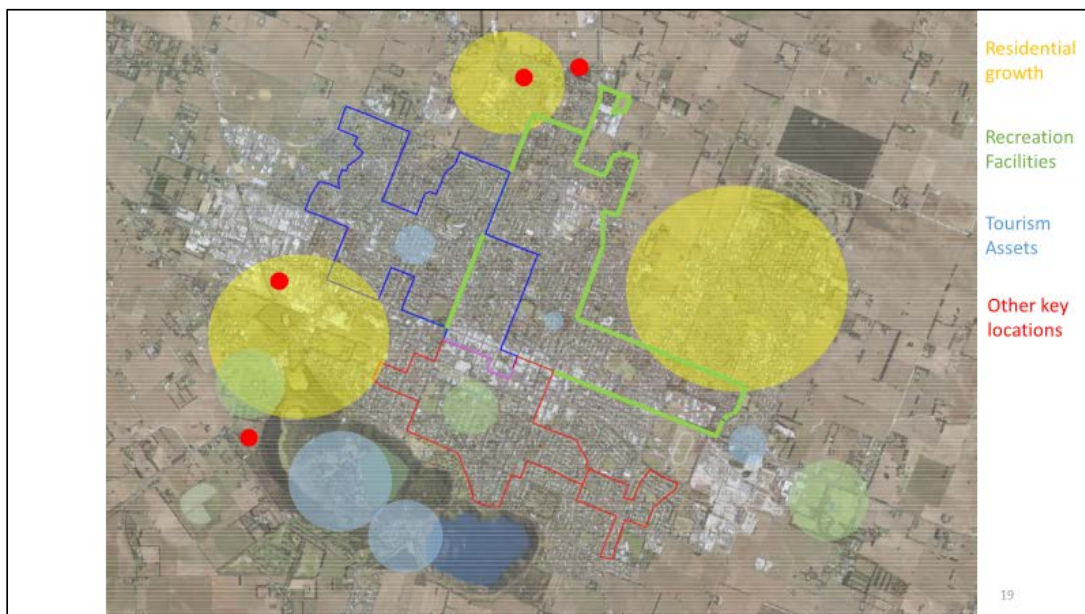 Residential
growth
Recreation
Facilities
Tourism
Assets
Other key
locations
19